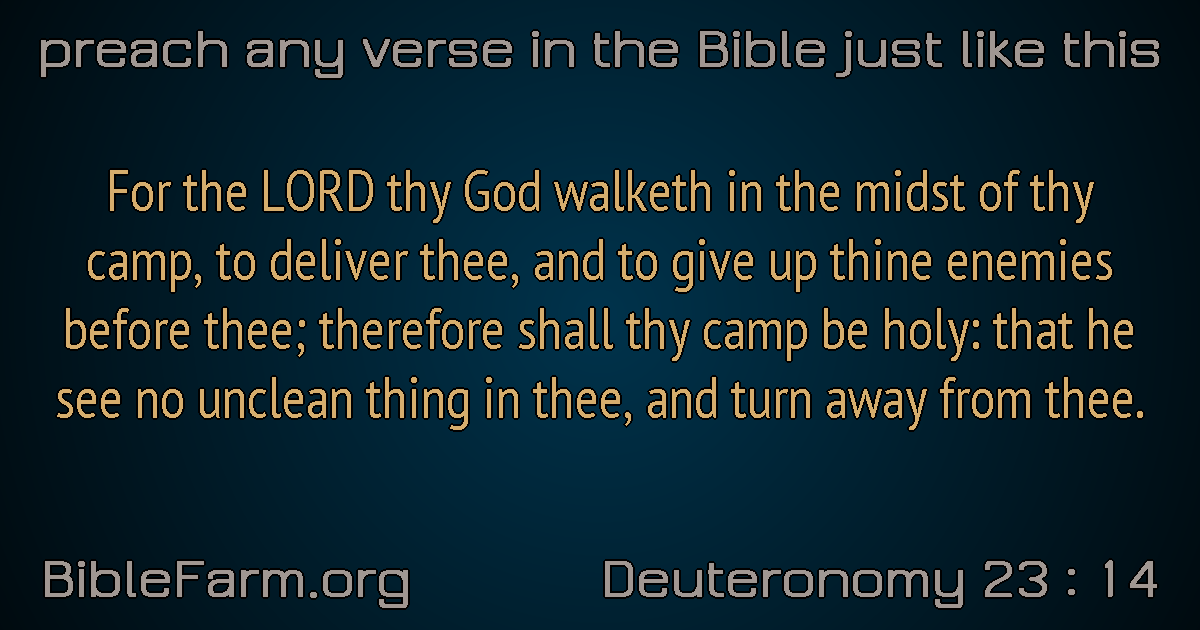 preach any verse in the Bible just like this
For the LORD thy God walketh in the midst of thy
camp, to deliver thee, and to give up thine enemies
before thee; therefore shall thy camp be holy: that he
see no unclean thing in thee, and turn away from thee.
BibleFarm.org
Deuteronomy 23 : 14